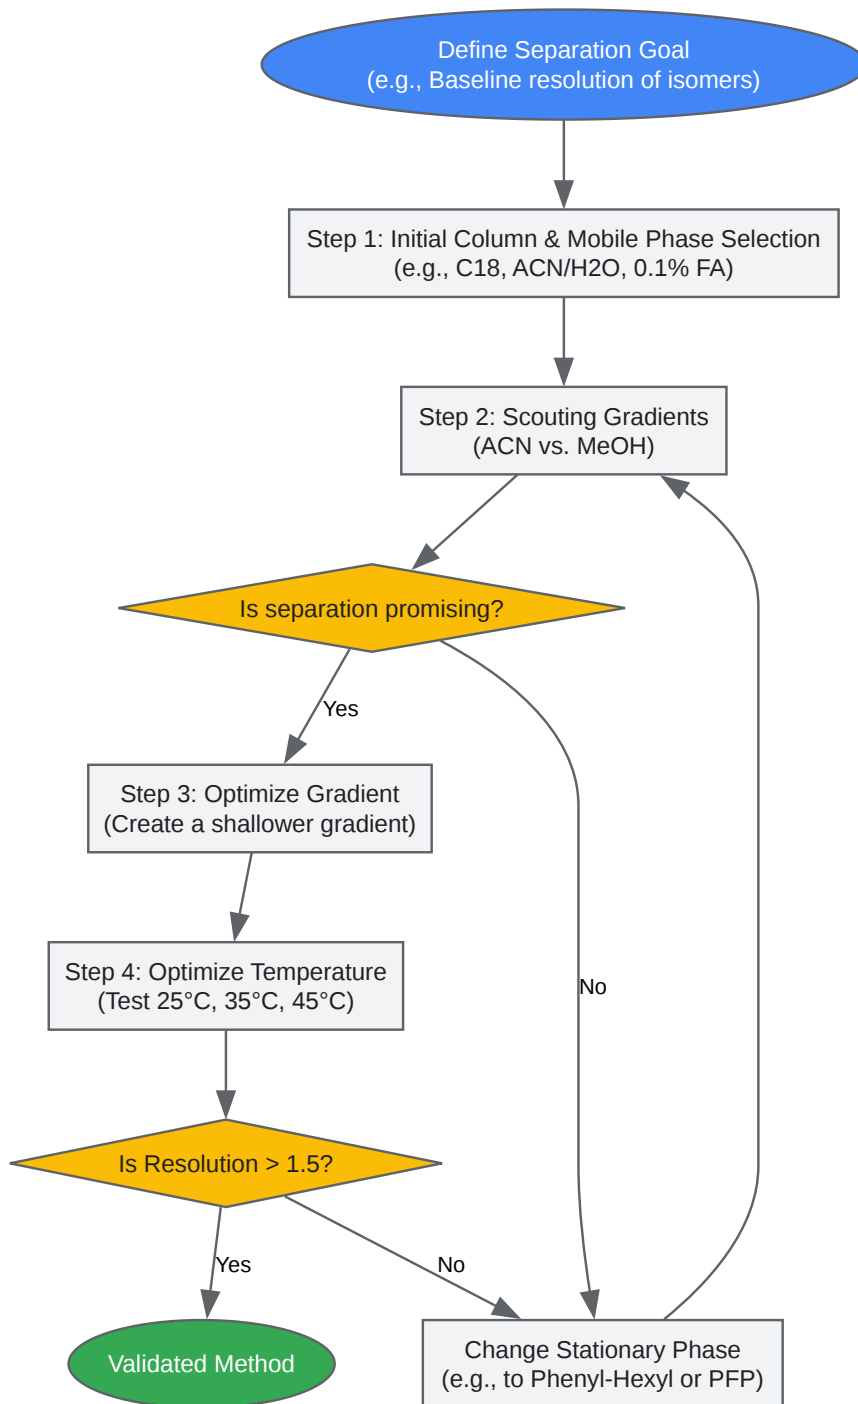 Define Separation Goal
(e.g., Baseline resolution of isomers)
Step 1: Initial Column & Mobile Phase Selection
(e.g., C18, ACN/H2O, 0.1% FA)
Step 2: Scouting Gradients
(ACN vs. MeOH)
Is separation promising?
Yes
Step 3: Optimize Gradient
(Create a shallower gradient)
Step 4: Optimize Temperature
(Test 25°C, 35°C, 45°C)
No
Is Resolution > 1.5?
Yes
No
Validated Method
Change Stationary Phase
(e.g., to Phenyl-Hexyl or PFP)